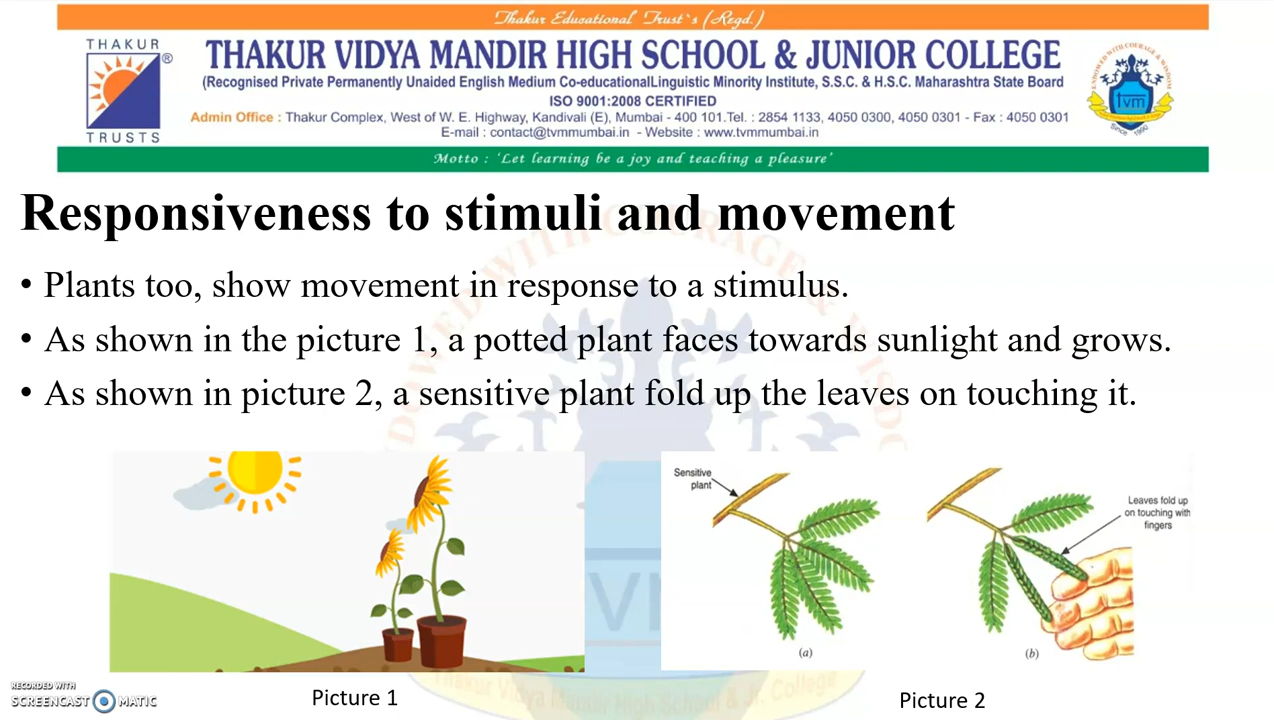 Thakur Educational Trust`s (Regd.)
THAKUR
®
TRUSTS
THAKUR VIDYA MANDIR HIGH SCHOOL & JUNIOR COLLEGE
(Recognised Private Permanently Unaided English Medium Co-educationalLinguistic Minority Institute, S.S.C. & H.S.C. Maharashtra State Board
ISO 9001:2008 CERTIFIED
Admin Office : Thakur Complex, West of W. E. Highway, Kandivali (E), Mumbai - 400 101.Tel. : 2854 1133, 4050 0300, 4050 0301 - Fax : 4050 0301
E-mail : contact@tvmmumbai.in - Website : www.tvmmumbai.in
tvm
Since - 1990
Motto : 'Let learning be a joy and teaching a pleasure'
Responsiveness to stimuli and movement
• Plants too, show movement in response to a stimulus.
• As shown in the picture 1, a potted plant faces towards sunlight and grows.
• As shown in picture 2, a sensitive plant fold up the leaves on touching it.
Sensitive
plant
(a)
Leaves fold up
on touching with
fingers
(b)
Picture 1
Picture 2
RECORDED WITH
SCREENCAST MATIC